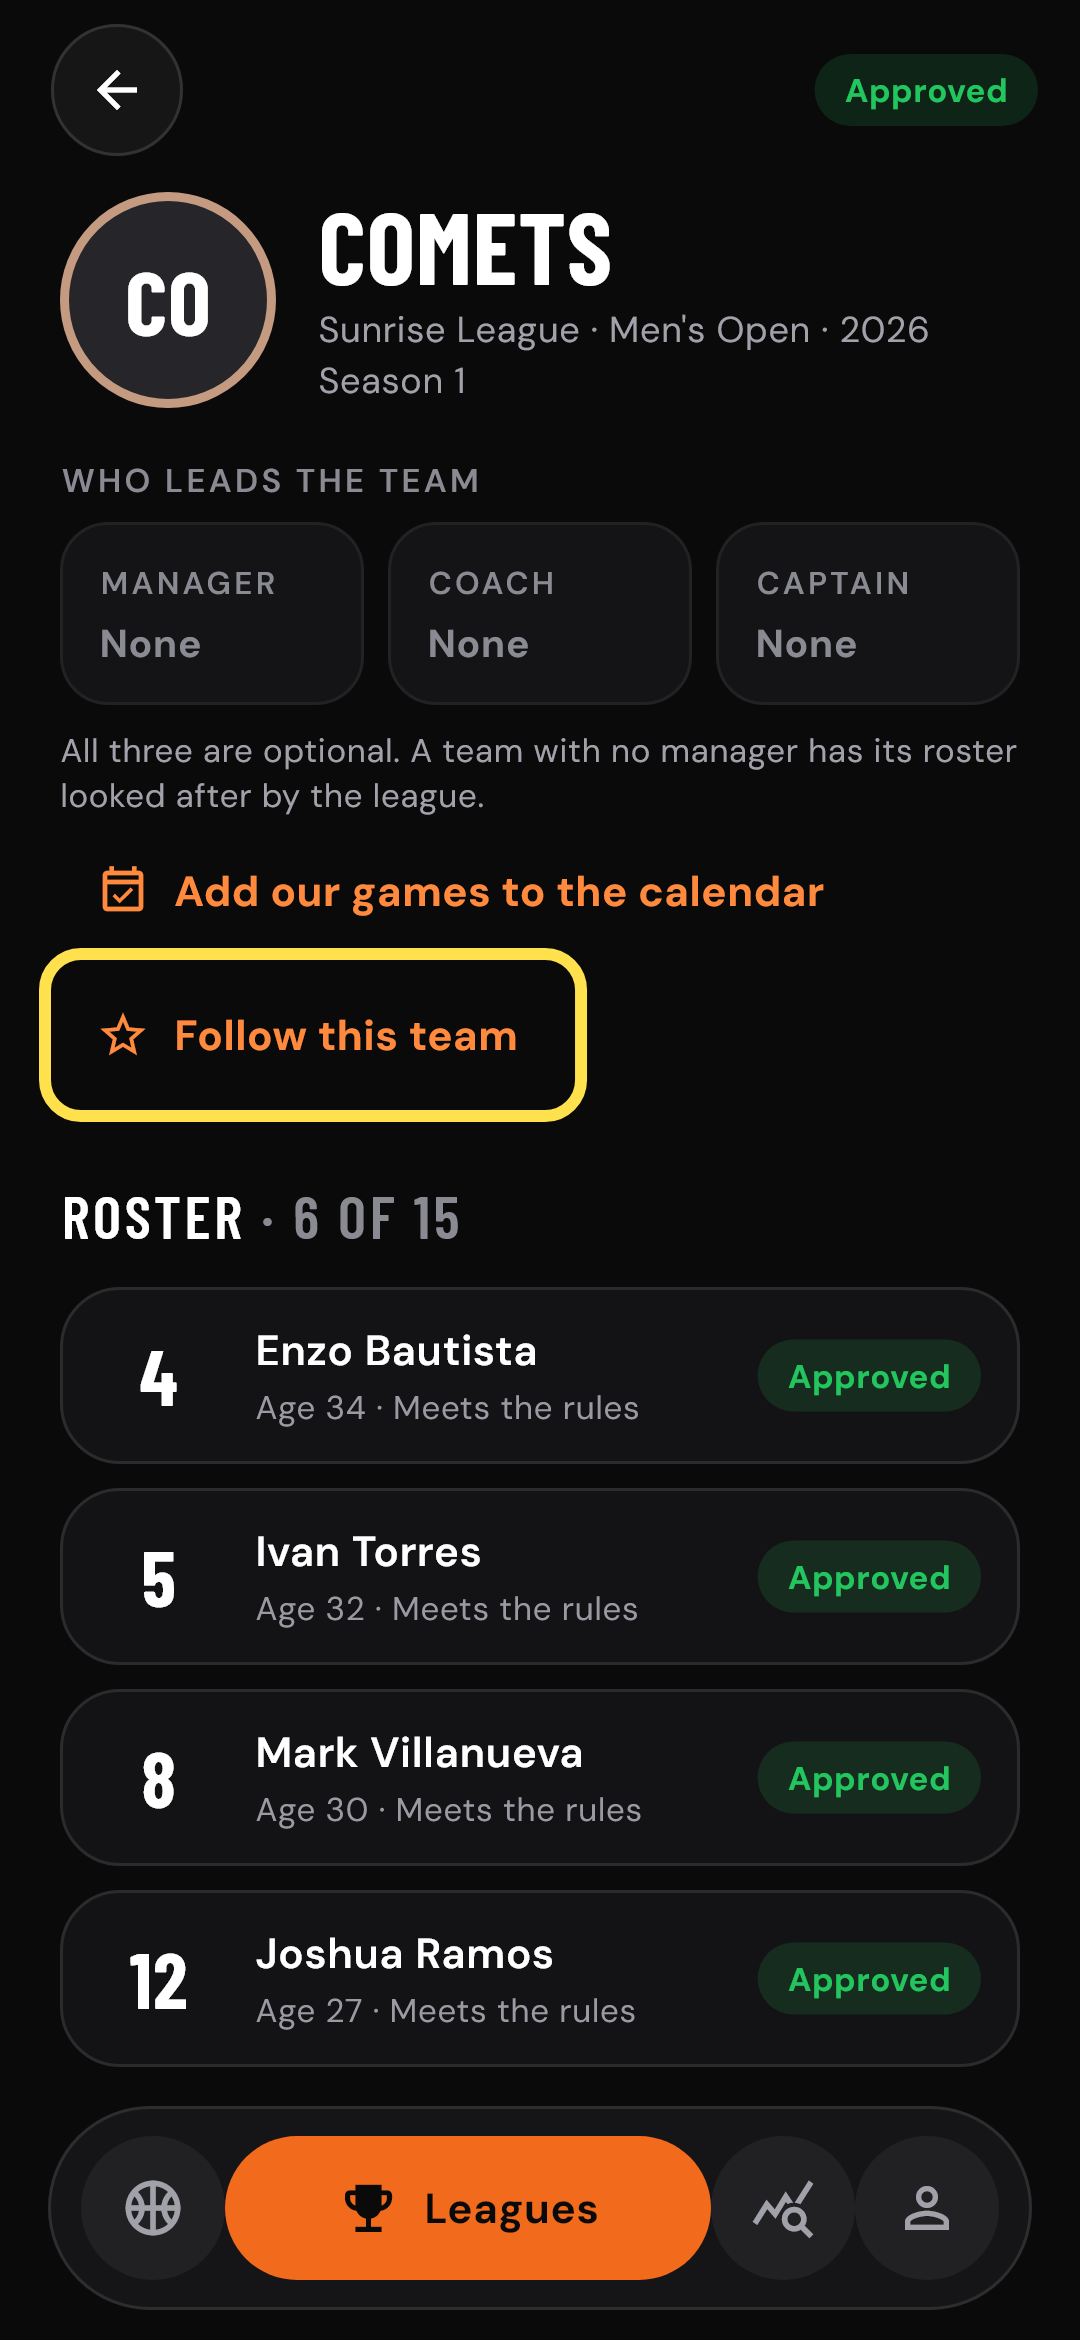 Approved
CO
COMETS
Sunrise League · Men's Open · 2026
Season 1
WHO LEADS THE TEAM
MANAGER
None
COACH
None
CAPTAIN
None
All three are optional. A team with no manager has its roster
looked after by the league.
Add our games to the calendar
Follow this team
ROSTER · 6 OF 15
4
Enzo Bautista
Age 34 · Meets the rules
Approved
5
Ivan Torres
Age 32 · Meets the rules
Approved
8
Mark Villanueva
Age 30 · Meets the rules
Approved
12
Joshua Ramos
Age 27 · Meets the rules
Approved
Leagues